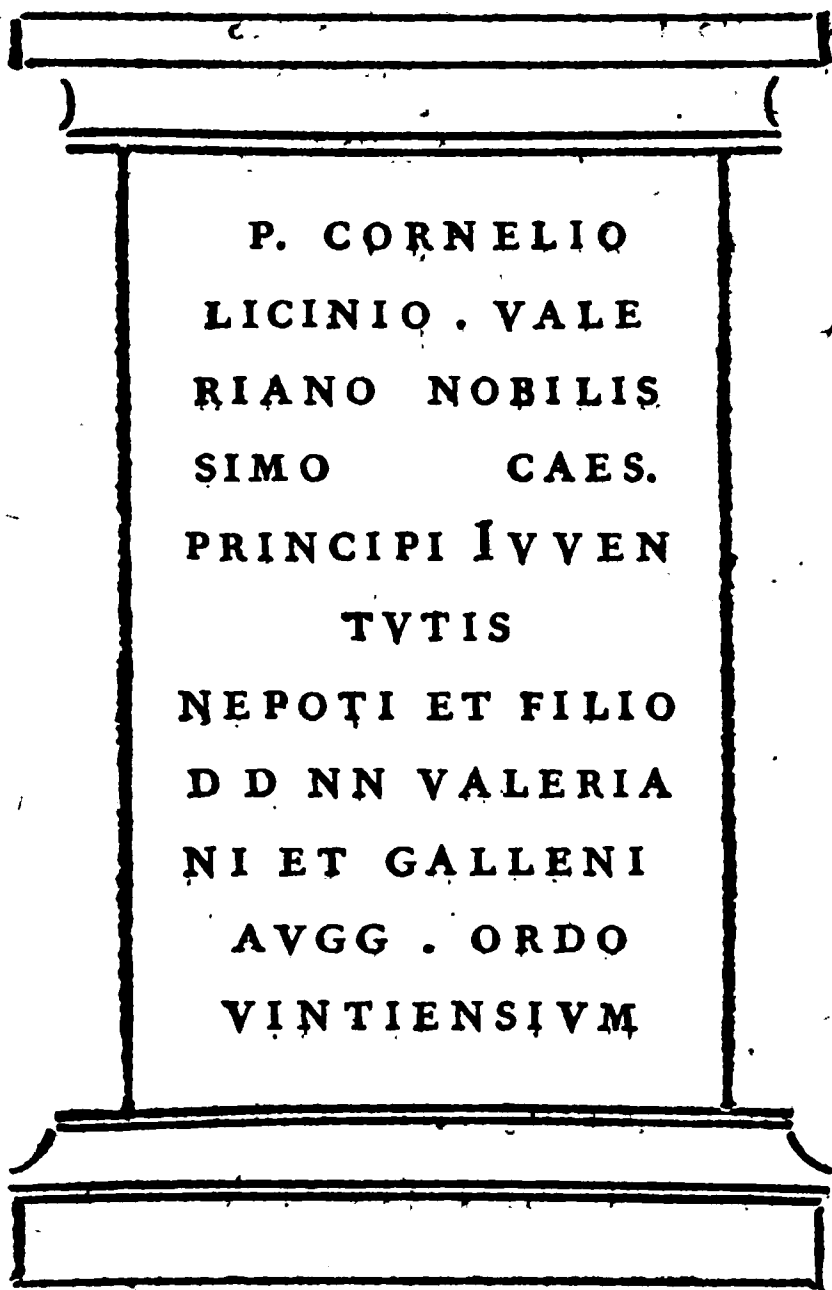 P. CORNELIO
LICINIO . VALE
RIANO NOBILIS
SIMO CAES.
PRINCIPI IVVEN
TVTIS
NEPOTI ET FILIO
D D NN VALERIA
NI ET GALLENI
AVGG . ORDO
VINTIENSIVM